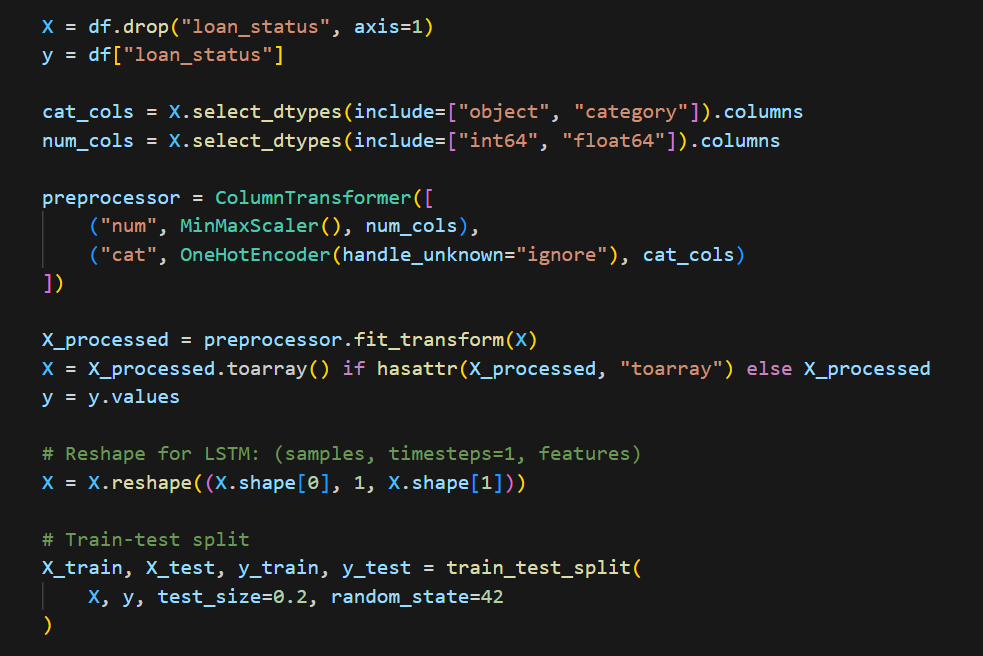 X = df.drop("loan_status", axis=1)
y = df["loan_status"]
cat_cols = X.select_dtypes(include=["object", "category"]).columns
num_cols = X.select_dtypes(include=["int64", "float64"]).columns
preprocessor = ColumnTransformer([
    ("num", MinMaxScaler(), num_cols),
    ("cat", OneHotEncoder(handle_unknown="ignore"), cat_cols)
])
X_processed = preprocessor.fit_transform(X)
X = X_processed.toarray() if hasattr(X_processed, "toarray") else X_processed
y = y.values
# Reshape for LSTM: (samples, timesteps=1, features)
X = X.reshape((X.shape[0], 1, X.shape[1]))
# Train-test split
X_train, X_test, y_train, y_test = train_test_split(
    X, y, test_size=0.2, random_state=42
)